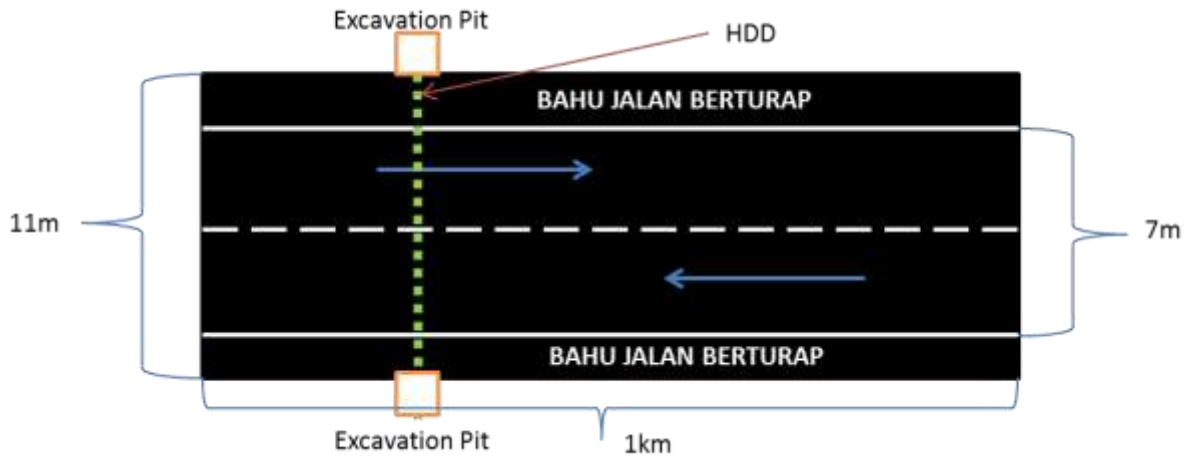 Excavation Pit
HDD
BAHU JALAN BERTURAP
11m
7m
BAHU JALAN BERTURAP
Excavation Pit
1km